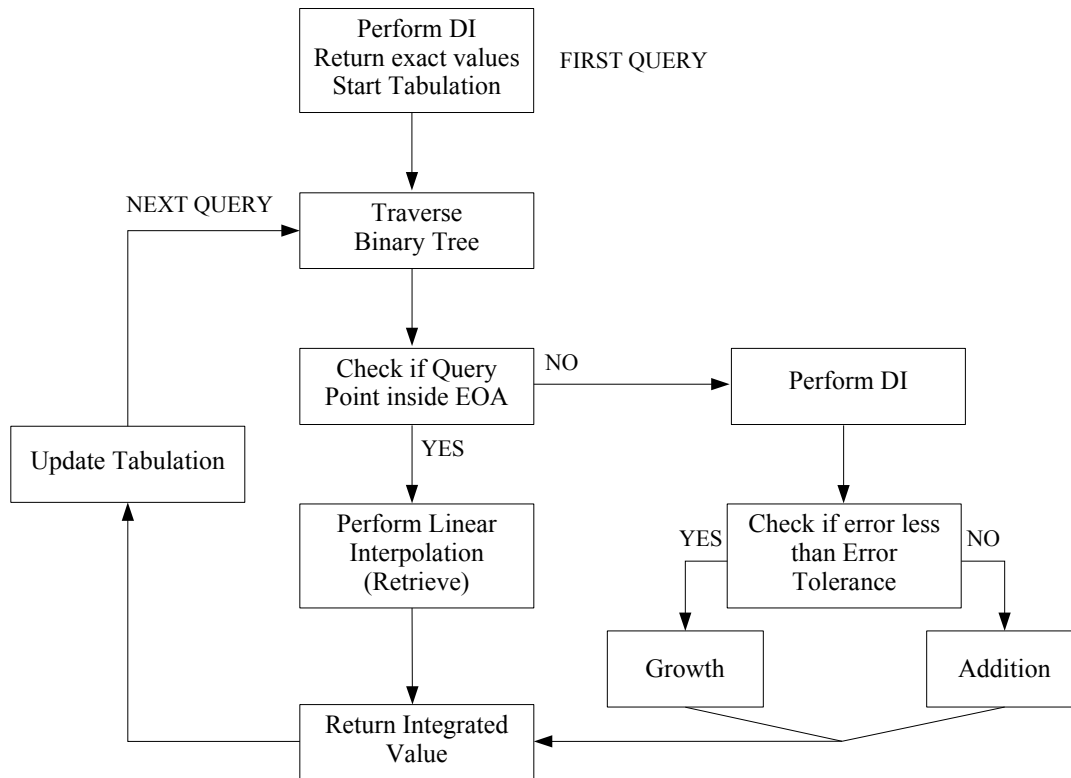 Perform DI
Return exact values
Start Tabulation
FIRST QUERY
NEXT QUERY
Traverse
Binary Tree
Check if Query
Point inside EOA
NO
Perform DI
YES
Update Tabulation
Perform Linear
Interpolation
(Retrieve)
YES
Check if error less
than Error
Tolerance
NO
Growth
Addition
Return Integrated
Value